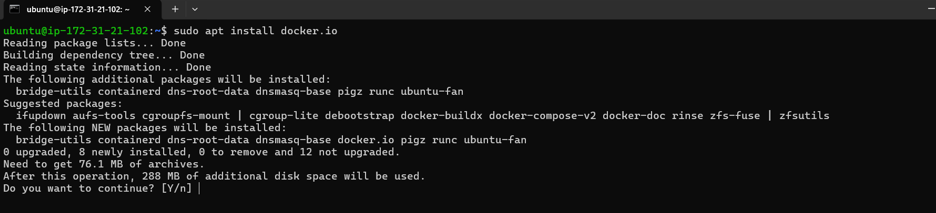 ubuntu@ip-172-31-21-102: ~
ubuntu@ip-172-31-21-102:~$ sudo apt install docker.io
Reading package lists... Done
Building dependency tree... Done
Reading state information... Done
The following additional packages will be installed:
  bridge-utils containerd dns-root-data dnsmasq-base pigz runc ubuntu-fan
Suggested packages:
  ifupdown aufs-tools cgroupfs-mount | cgroup-lite debootstrap docker-buildx docker-compose-v2 docker-doc rinse zfs-fuse | zfsutils
The following NEW packages will be installed:
  bridge-utils containerd dns-root-data dnsmasq-base docker.io pigz runc ubuntu-fan
0 upgraded, 8 newly installed, 0 to remove and 12 not upgraded.
Need to get 76.1 MB of archives.
After this operation, 288 MB of additional disk space will be used.
Do you want to continue? [Y/n]